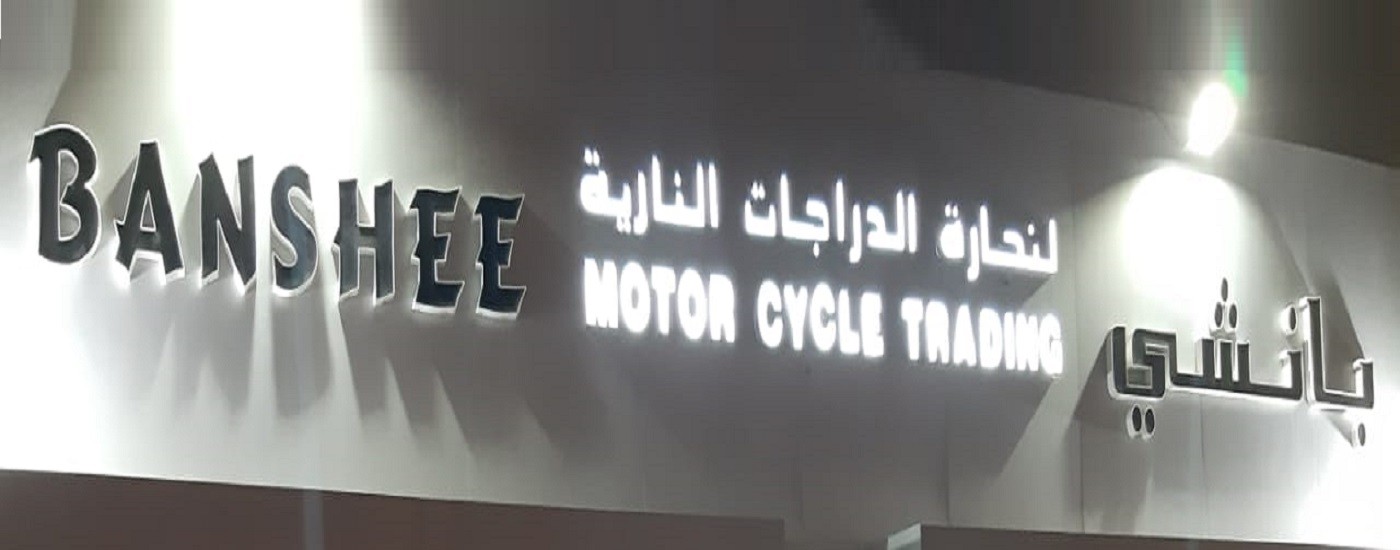 BANSHEE
لتجارة الدراجات النارية
MOTOR CYCLE TRADING
بانشي